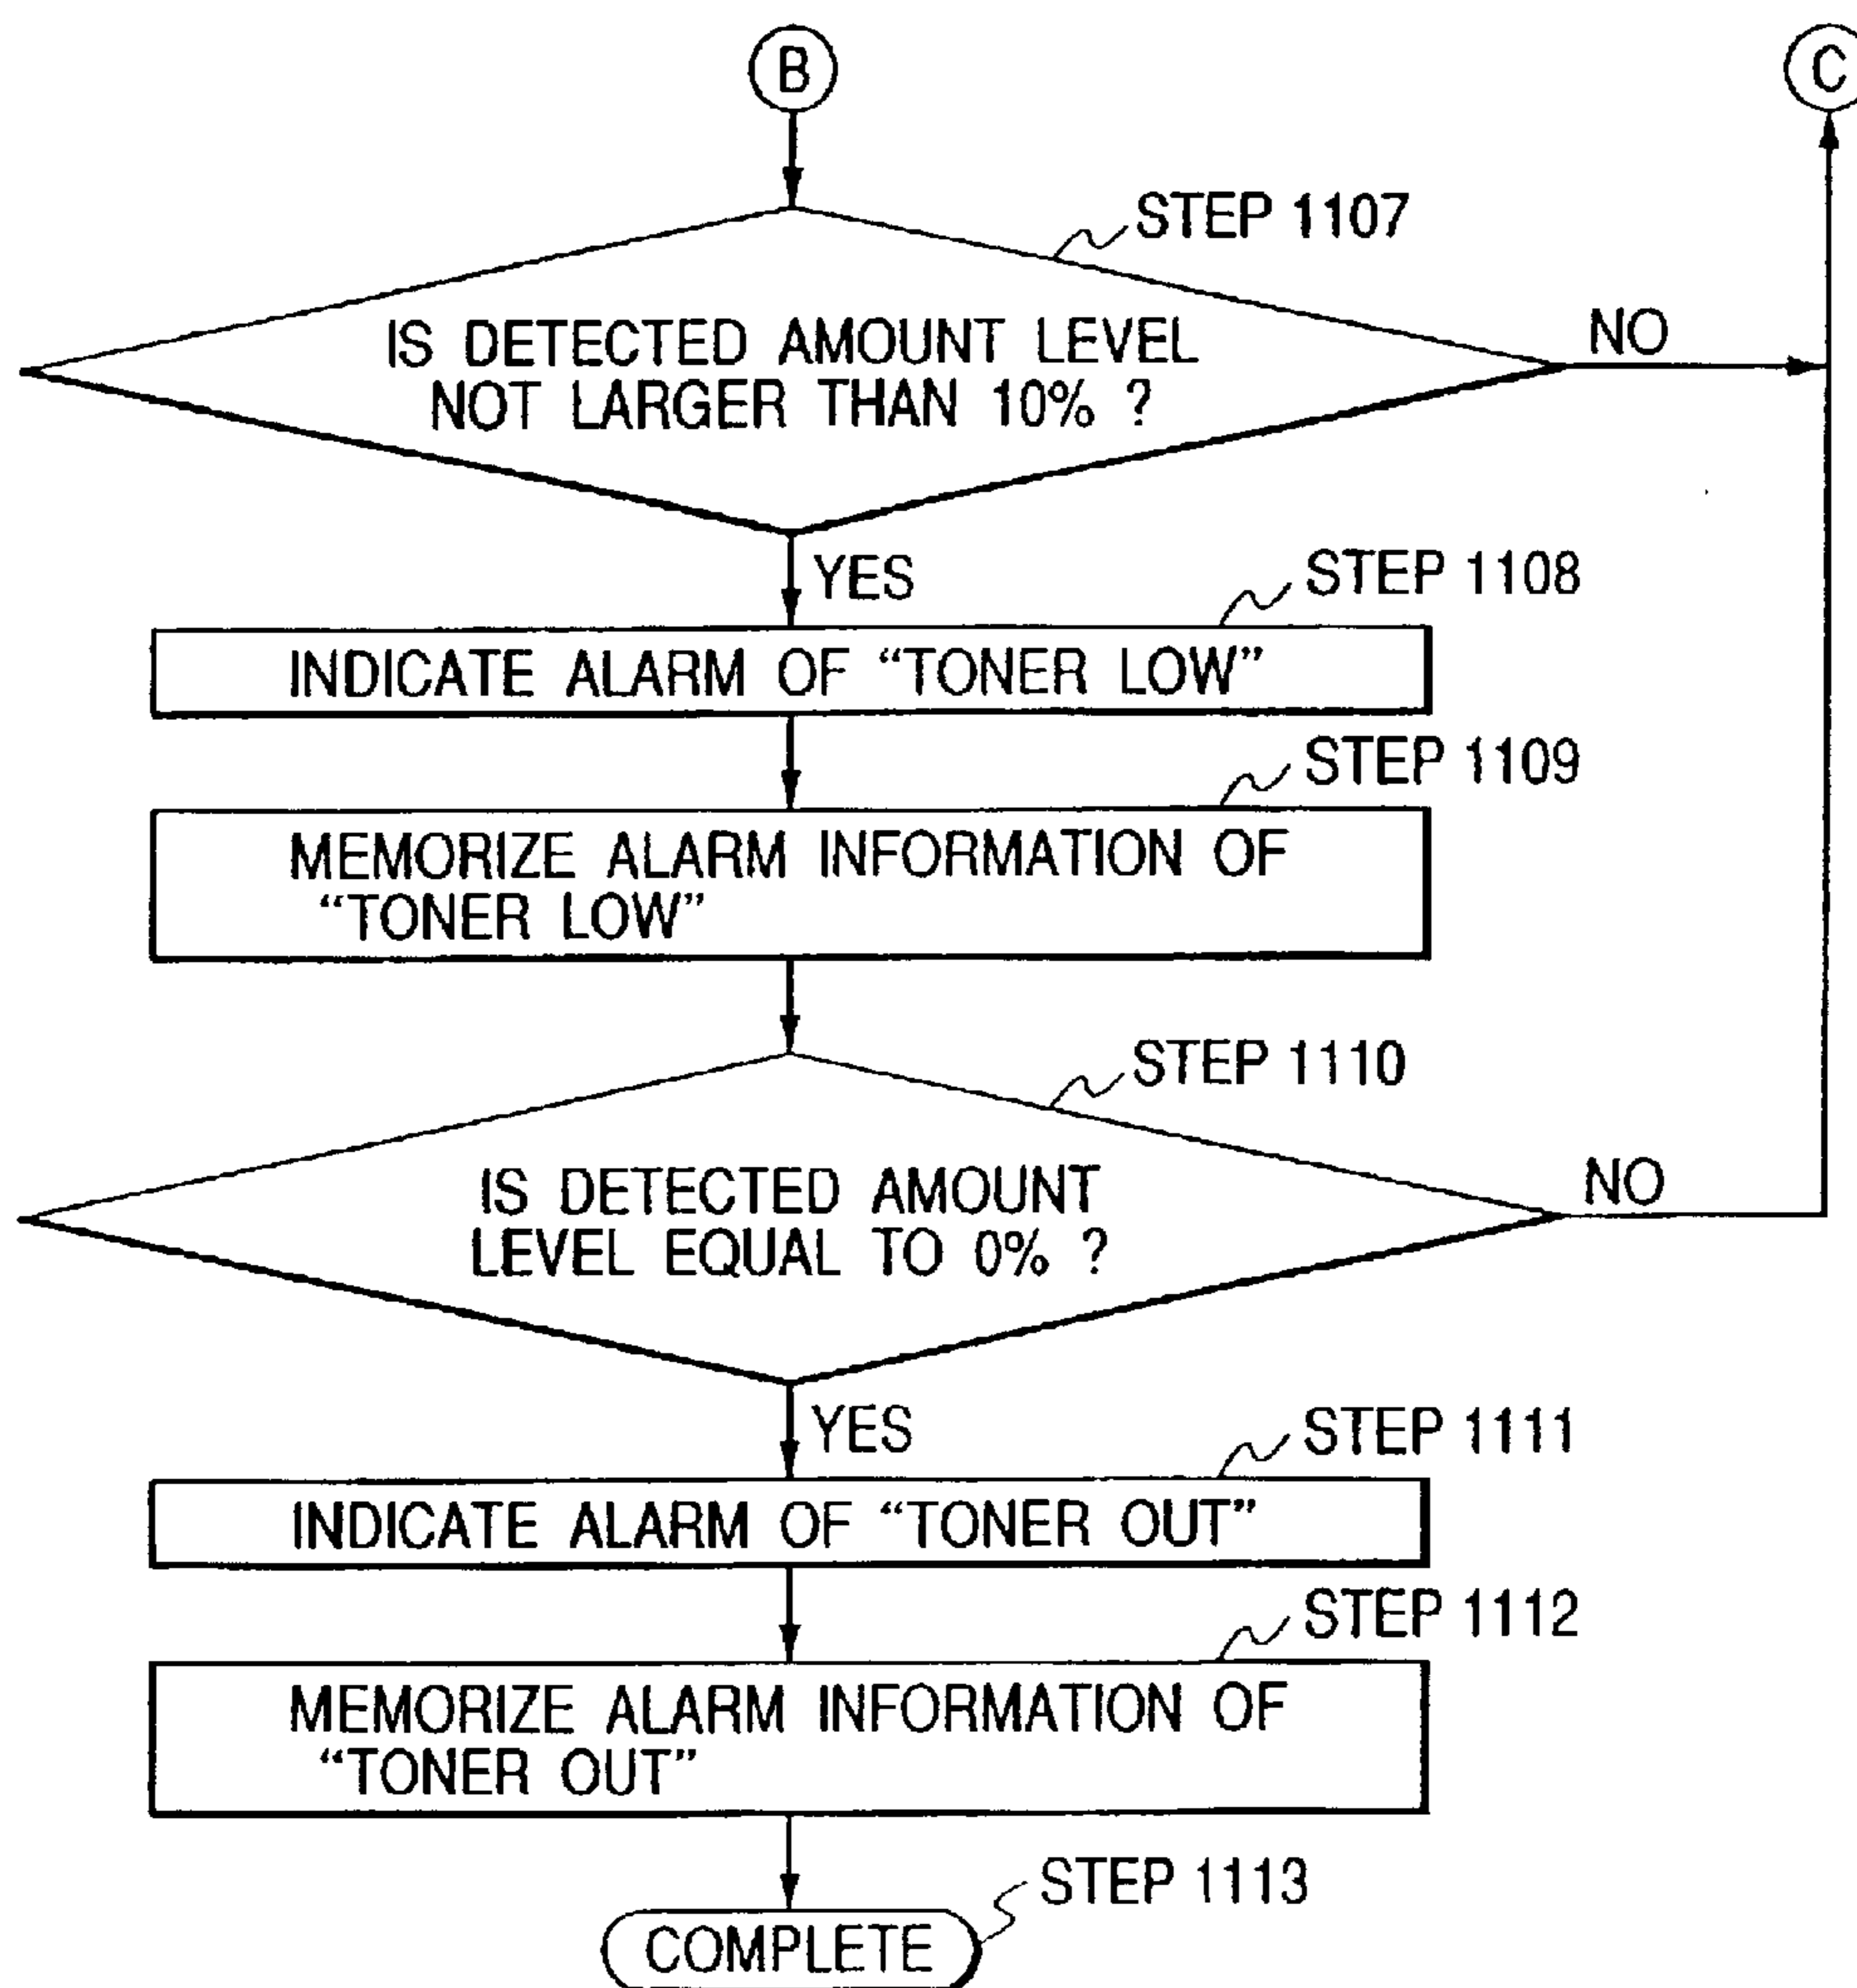 B
C
STEP 1107
IS DETECTED AMOUNT LEVEL
NOT LARGER THAN 10% ?
NO
YES
STEP 1108
INDICATE ALARM OF “TONER LOW”
STEP 1109
MEMORIZE ALARM INFORMATION OF
“TONER LOW”
STEP 1110
IS DETECTED AMOUNT
LEVEL EQUAL TO 0% ?
NO
YES
STEP 1111
INDICATE ALARM OF “TONER OUT”
STEP 1112
MEMORIZE ALARM INFORMATION OF
“TONER OUT”
STEP 1113
COMPLETE